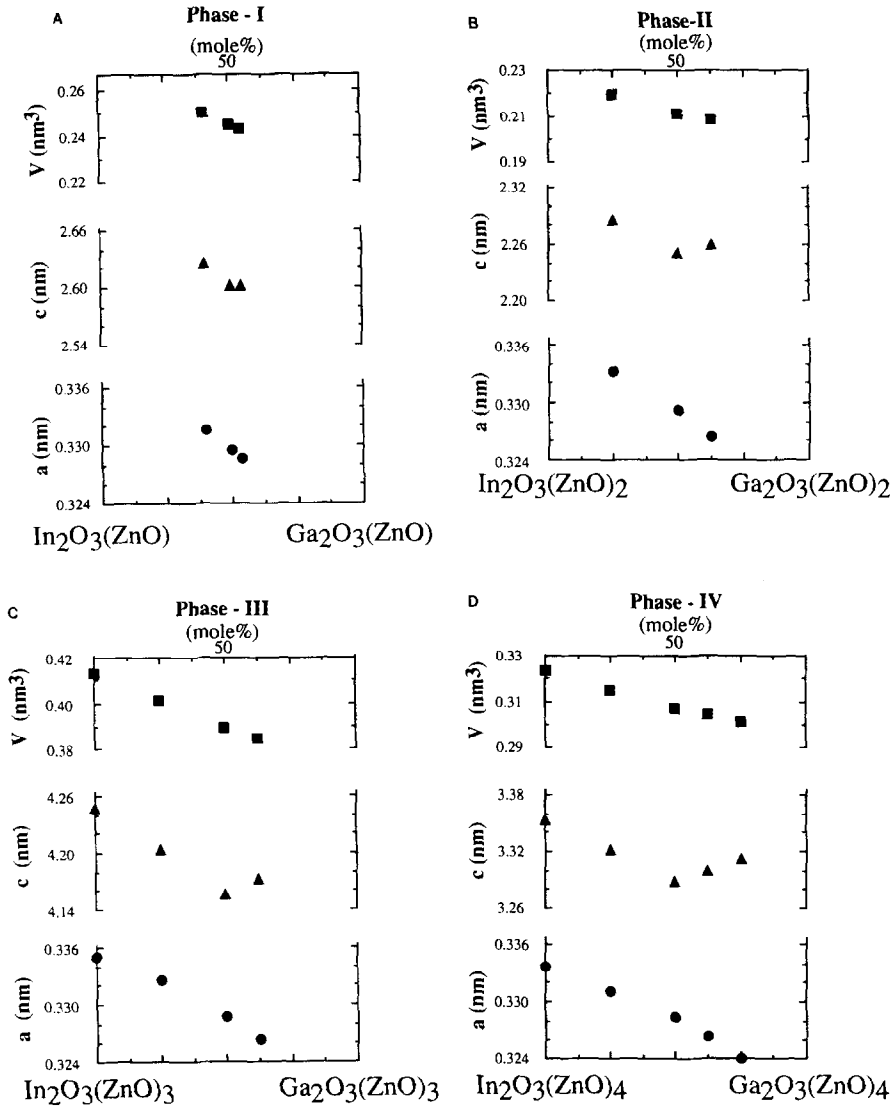 A
Phase - I
(mole%)
50
V (nm3)
0.26
0.24
0.22
c (nm)
2.66
2.60
2.54
a (nm)
0.336
0.330
0.324
In2O3(ZnO) Ga2O3(ZnO)
B
Phase-II
(mole%)
50
V (nm3)
0.23
0.21
0.19
c (nm)
2.32
2.26
2.20
a (nm)
0.336
0.330
0.324
In2O3(ZnO)2 Ga2O3(ZnO)2
C
Phase - III
(mole%)
50
V (nm3)
0.42
0.40
0.38
c (nm)
4.26
4.20
4.14
a (nm)
0.336
0.330
0.324
In2O3(ZnO)3 Ga2O3(ZnO)3
D
Phase - IV
(mole%)
50
V (nm3)
0.33
0.31
0.29
c (nm)
3.38
3.32
3.26
a (nm)
0.336
0.330
0.324
In2O3(ZnO)4 Ga2O3(ZnO)4